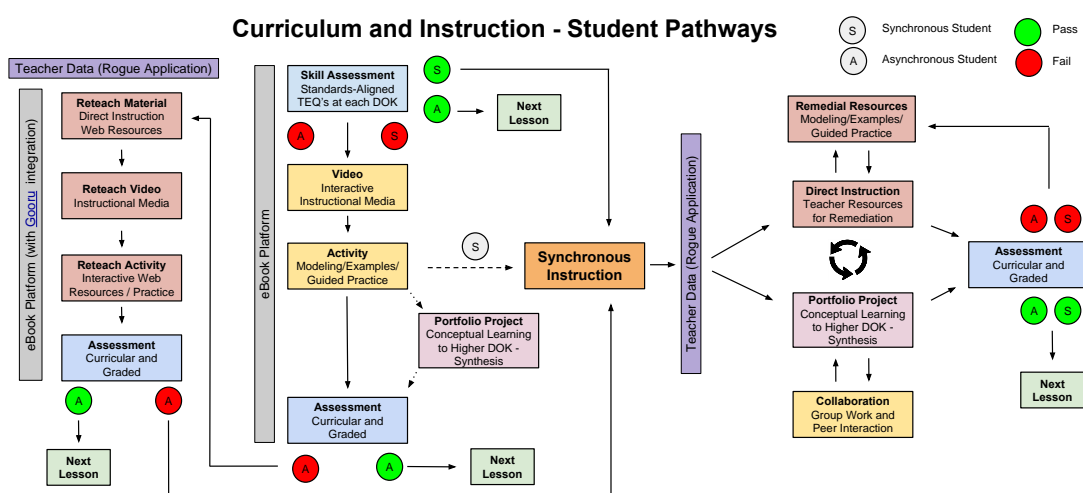 Curriculum and Instruction - Student Pathways
S
Synchronous Student
Pass
A
Asynchronous Student
Fail
Teacher Data (Rogue Application)
eBook Platform (with Gooru integration)
Reteach Material
Direct Instruction
Web Resources
Reteach Video
Instructional Media
Reteach Activity
Interactive Web
Resources / Practice
Assessment
Curricular and
Graded
A
A
Next
Lesson
eBook Platform
Skill Assessment
Standards-Aligned
TEQ's at each DOK
S
A
Next
Lesson
A
S
Video
Interactive
Instructional Media
Activity
Modeling/Examples/
Guided Practice
S
Portfolio Project
Conceptual Learning
to Higher DOK -
Synthesis
Assessment
Curricular and
Graded
A
A
Next
Lesson
Synchronous
Instruction
Teacher Data (Rogue Application)
Remedial Resources
Modeling/Examples/
Guided Practice
Direct Instruction
Teacher Resources
for Remediation
Portfolio Project
Conceptual Learning
to Higher DOK -
Synthesis
Collaboration
Group Work and
Peer Interaction
A
S
Assessment
Curricular and
Graded
A
S
Next
Lesson